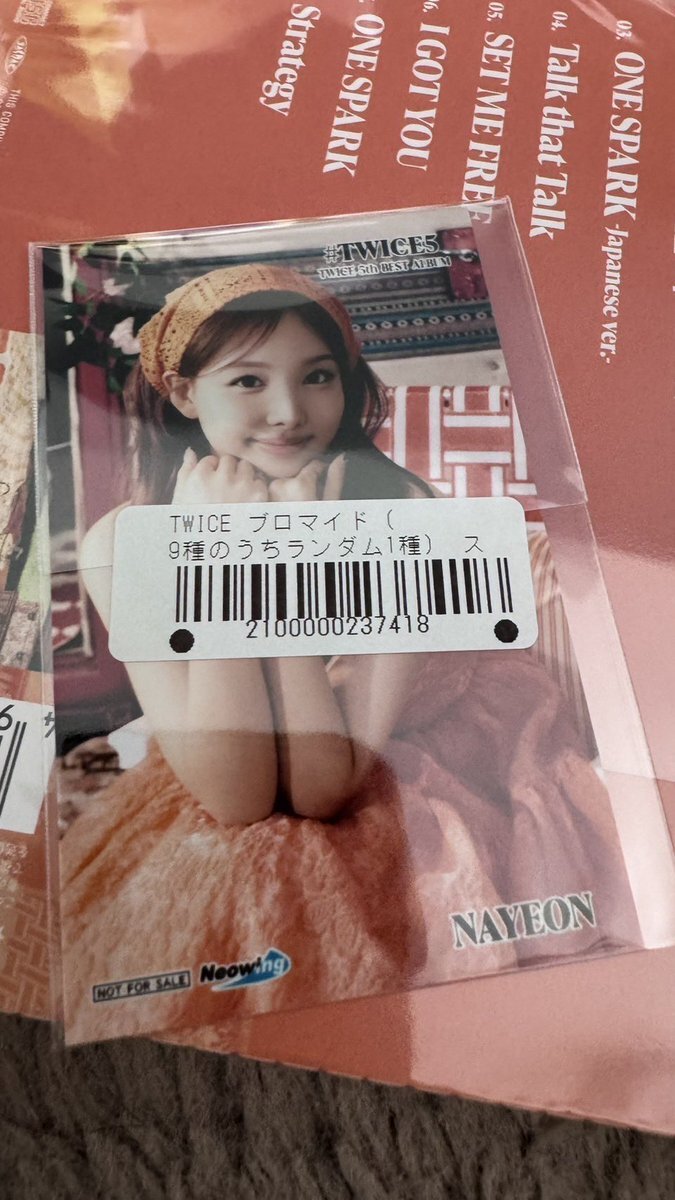 03. ONE SPARK -Japanese ver.-
04. Talk that Talk
05. SET ME FREE
6. I GOT YOU
ONE SPARK
Strategy
#TWICE5
TWICE 5th BEST ALBUM
TWICE ブロマイド (
9種のうちランダム1種) ス
2100000237418
NAYEON
NOT FOR SALE
Neowing